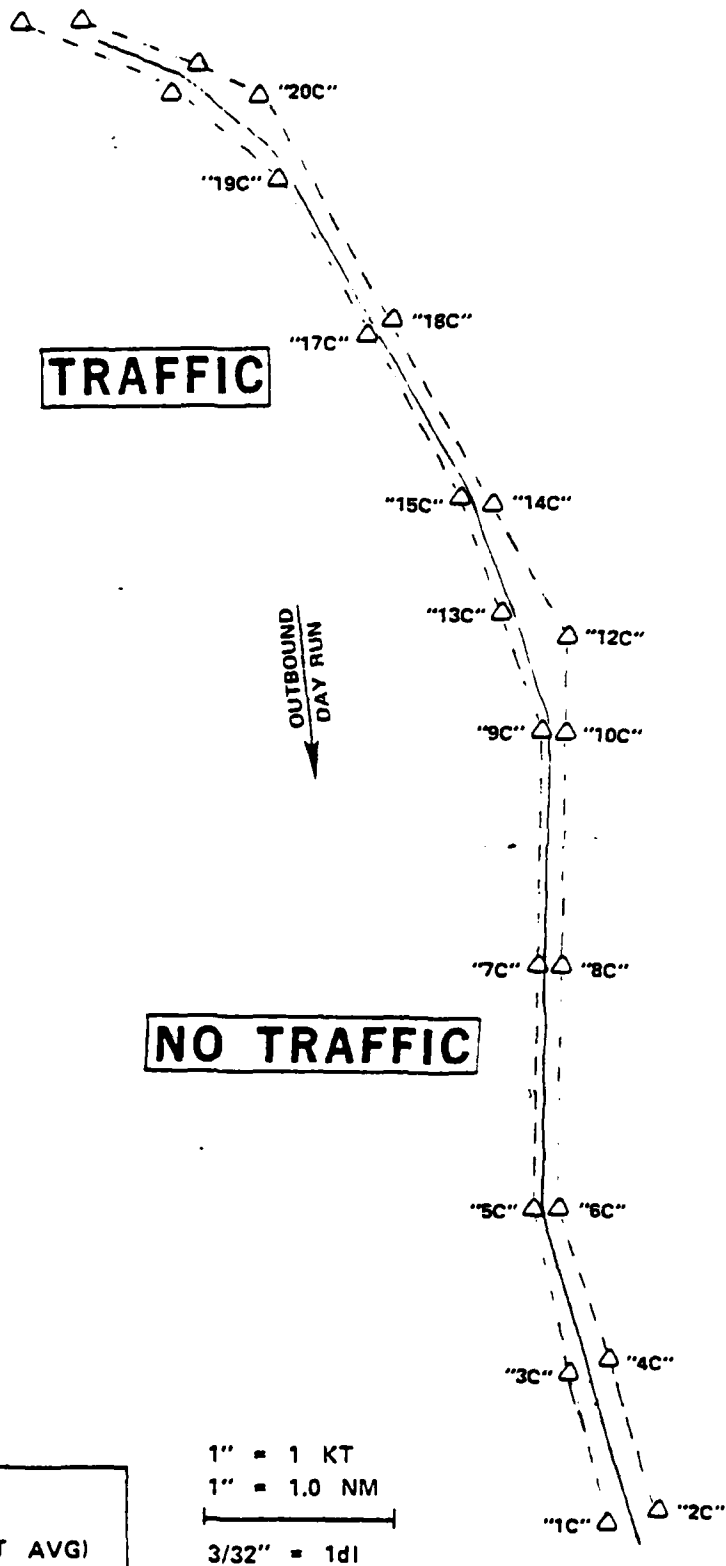 "20C"
"19C"
"18C"
"17C"
TRAFFIC
"15C" "14C"
"13C"
"12C"
OUTBOUND
DAY RUN
"9C" "10C"
"7C" "8C"
NO TRAFFIC
"5C" "6C"
"4C"
"3C"
1" = 1 KT
1" = 1.0 NM
"2C"
"1C"
T AVG)
3/32" = 1dl